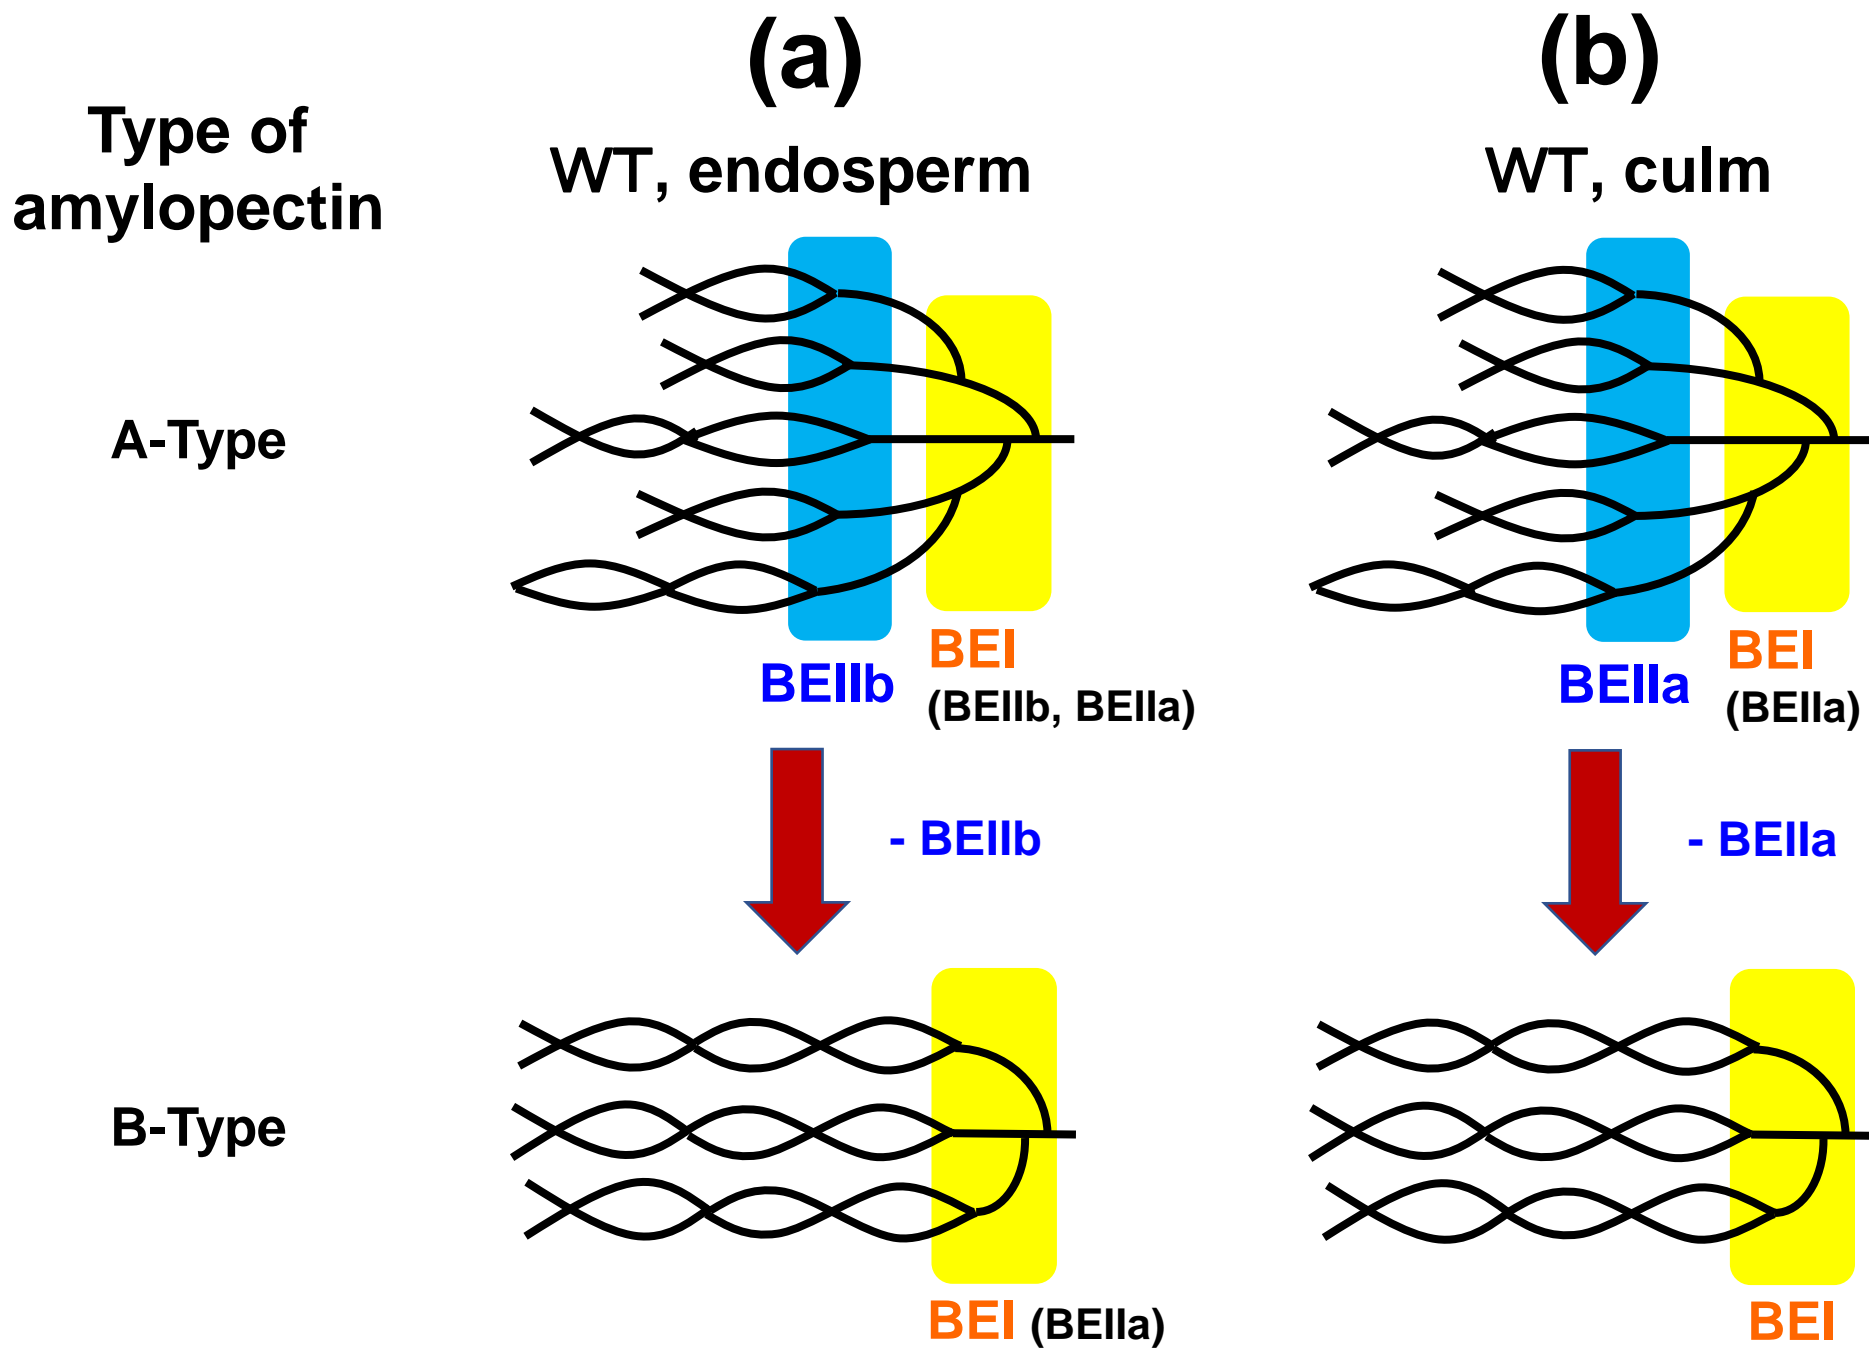 (a)
(b)
Type of
amylopectin
WT, endosperm
WT, culm
A-Type
BEIIb
BEI
(BEIIb, BEIIa)
BEIIa
BEI
(BEIIa)
- BEIIb
- BEIIa
B-Type
BEI (BEIIa)
BEI